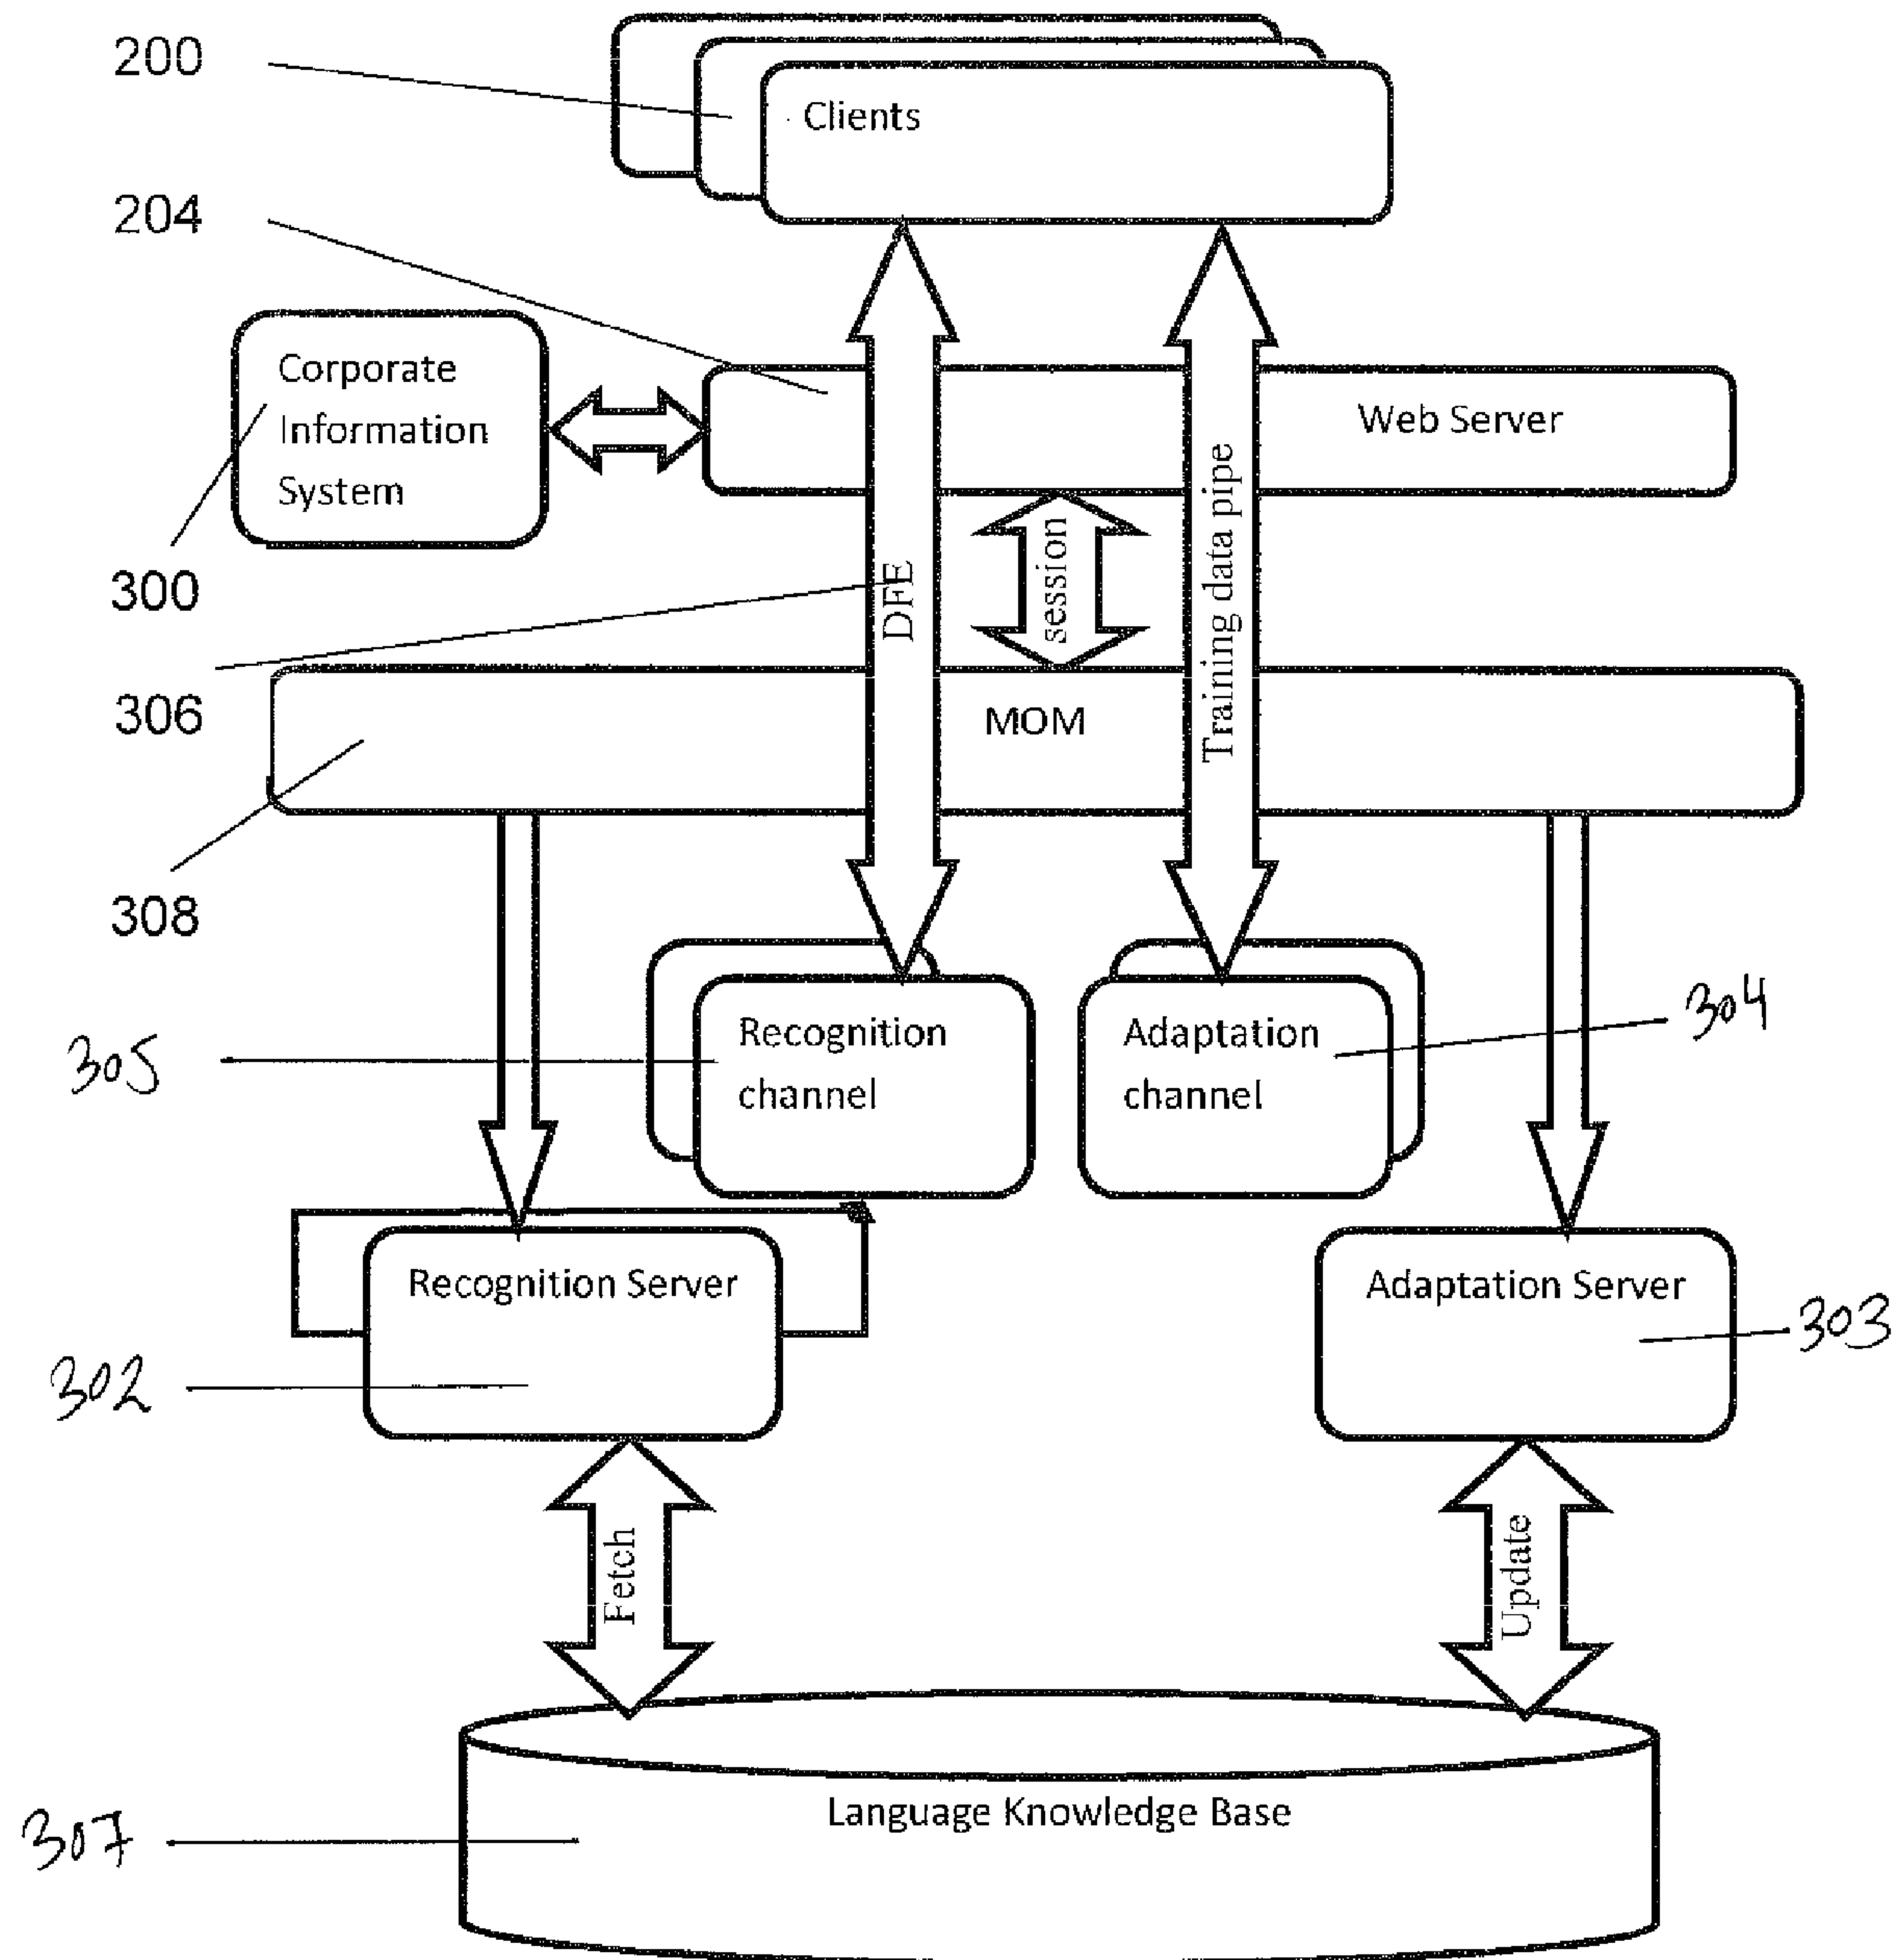 200
Clients
204
Corporate
Information
System
Web Server
300
DFE
session
Training data pipe
306
MOM
308
304
Recognition
channel
Adaptation
channel
305
Recognition Server
Adaptation Server
303
302
Fetch
Update
Language Knowledge Base
307